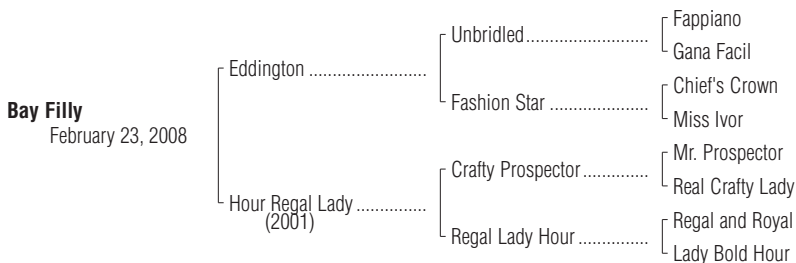 Fappiano
Unbridled..............................
Gana Facil
Eddington .............................
Chief's Crown
Fashion Star ........................
Miss Ivor
Bay Filly
February 23, 2008
Mr. Prospector
Crafty Prospector................
Real Crafty Lady
Hour Regal Lady .................
(2001)
Regal and Royal
Regal Lady Hour .................
Lady Bold Hour